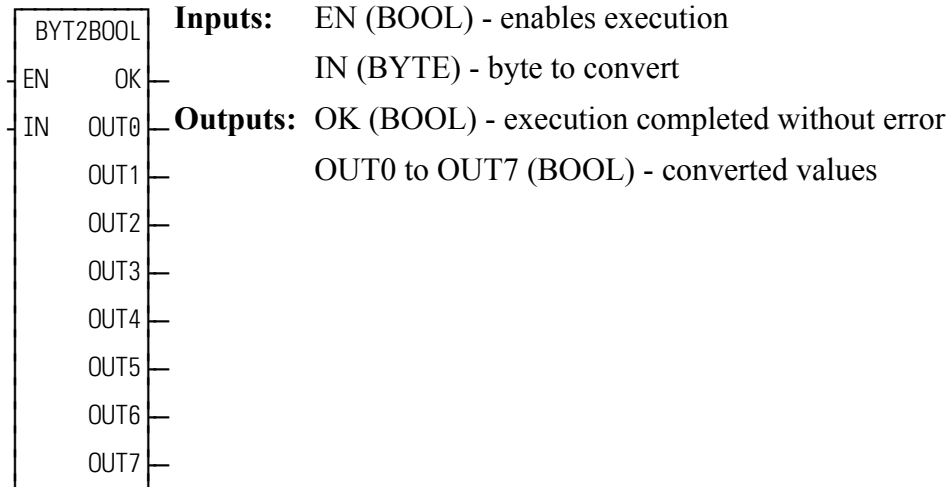 BYT2BOOL
EN OK
IN OUT0
OUT1
OUT2
OUT3
OUT4
OUT5
OUT6
OUT7
Inputs: EN (BOOL) - enables execution
IN (BYTE) - byte to convert
Outputs: OK (BOOL) - execution completed without error
OUT0 to OUT7 (BOOL) - converted values